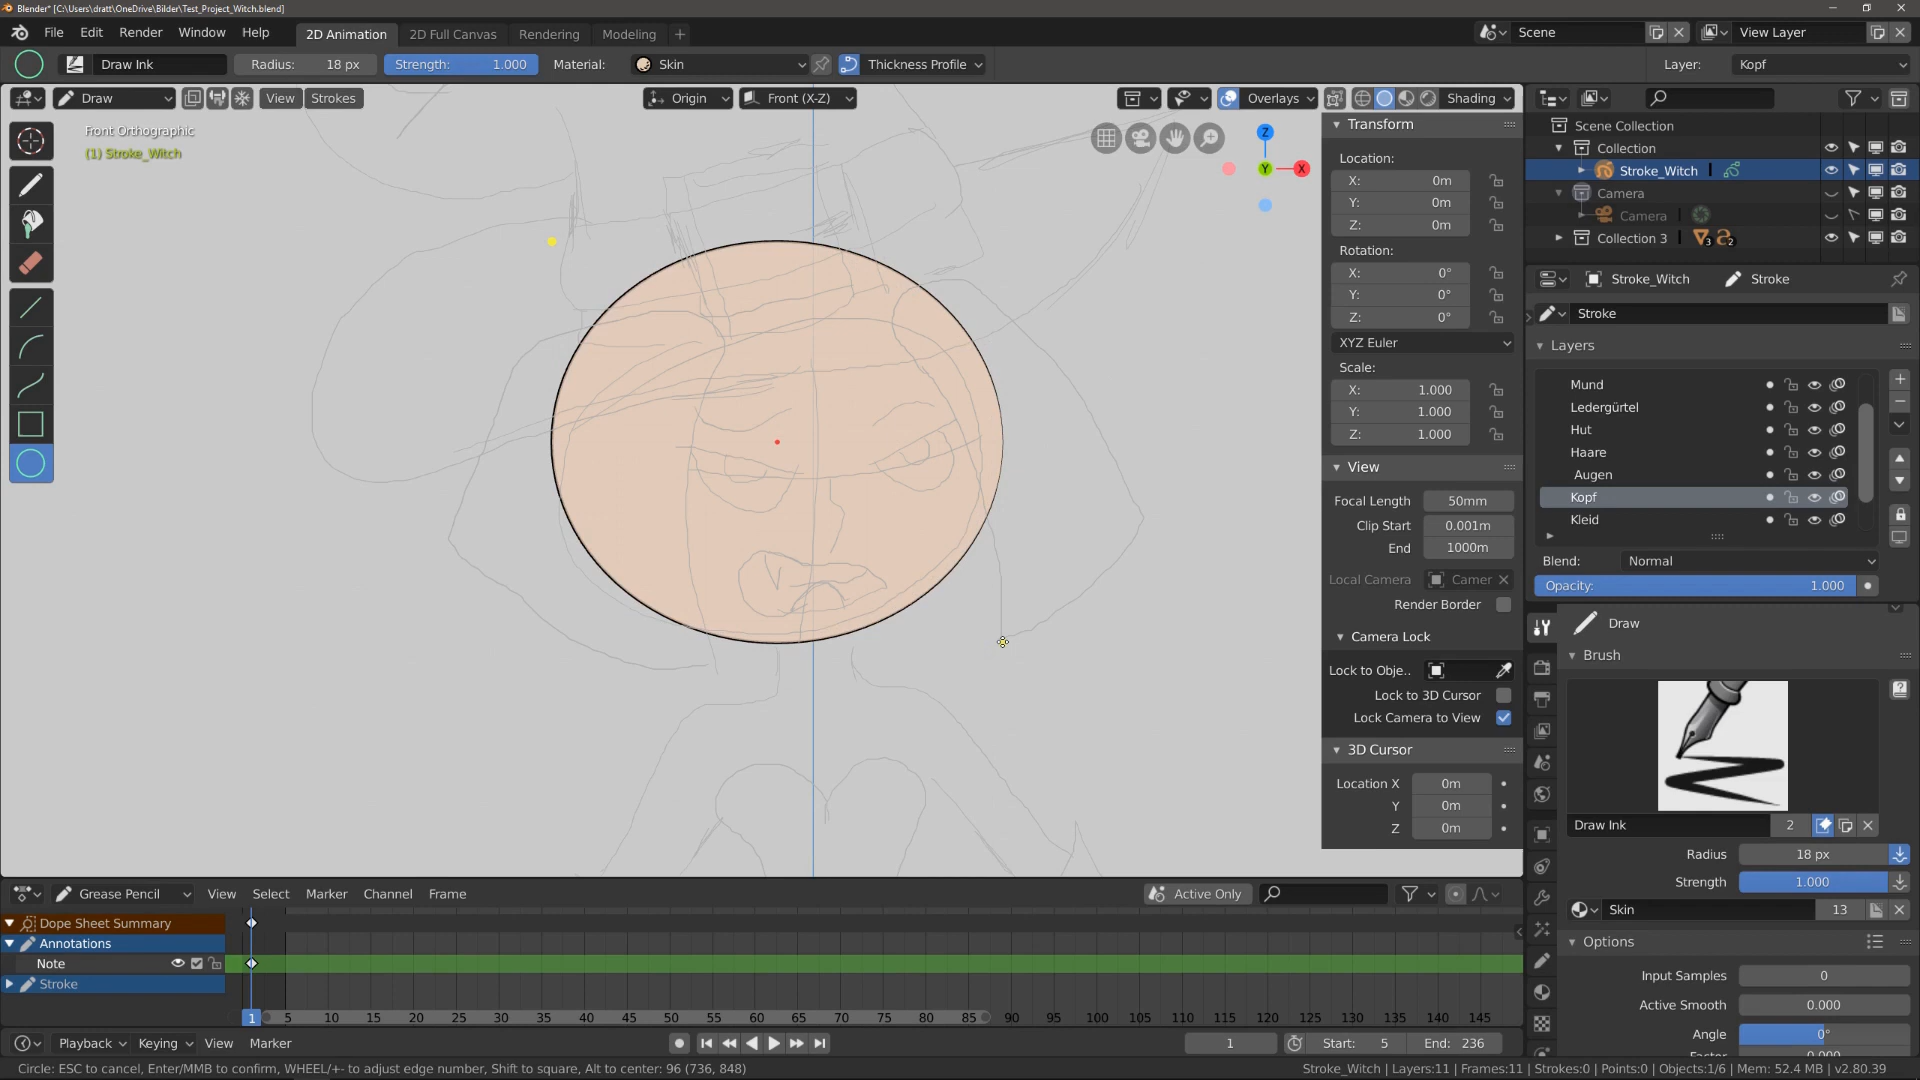 Blender* [C:\Users\dratt\OneDrive\Bilder\Test_Project_Witch.blend]
File Edit Render Window Help 2D Animation 2D Full Canvas Rendering Modeling Scene View Layer
Draw Ink Radius: 18 px Strength: 1.000 Material: Skin Thickness Profile Layer: Kopf
Draw View Strokes Origin Front (X-Z) Overlays Shading
Front Orthographic
(1) Stroke_Witch
Z
Y
X
Transform
Location:
X: 0m
Y: 0m
Z: 0m
Rotation:
X: 0°
Y: 0°
Z: 0°
XYZ Euler
Scale:
X: 1.000
Y: 1.000
Z: 1.000
View
Focal Length 50mm
Clip Start 0.001m
End 1000m
Local Camera Camer
Render Border
Camera Lock
Lock to Obje..
Lock to 3D Cursor
Lock Camera to View
3D Cursor
Location X 0m
Y 0m
Z 0m
Scene Collection
Collection
Stroke_Witch
Camera
Camera
Collection 3 3 2
Stroke_Witch Stroke
Stroke
Layers
Mund
Ledergürtel
Hut
Haare
Augen
Kopf
Kleid
Blend: Normal
Opacity: 1.000
Draw
Brush
Draw Ink 2
Radius 18 px
Strength 1.000
Skin 13
Options
Input Samples 0
Active Smooth 0.000
Angle 0°
Factor 0.000
Grease Pencil View Select Marker Channel Frame Active Only
Dope Sheet Summary
Annotations
Note
Stroke
1 5 10 15 20 25 30 35 40 45 50 55 60 65 70 75 80 85 90 95 100 105 110 115 120 125 130 135 140 145
Playback Keying View Marker 1 Start: 5 End: 236
Circle: ESC to cancel, Enter/MMB to confirm, WHEEL/+- to adjust edge number, Shift to square, Alt to center: 96 (736, 848) Stroke_Witch | Layers:11 | Frames:11 | Strokes:0 | Points:0 | Objects:1/6 | Mem: 52.4 MB | v2.80.39